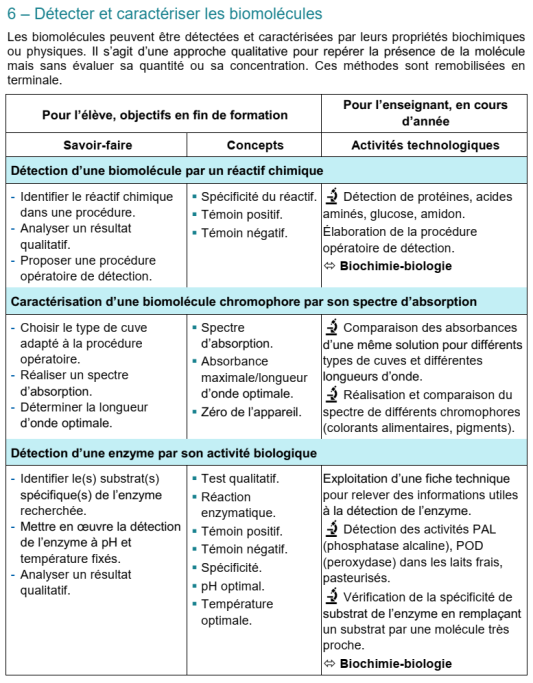 6 – Détecter et caractériser les biomolécules
Les biomolécules peuvent être détectées et caractérisées par leurs propriétés biochimiques
ou physiques. Il s'agit d'une approche qualitative pour repérer la présence de la molécule
mais sans évaluer sa quantité ou sa concentration. Ces méthodes sont remobilisées en
terminale.
Pour l'élève, objectifs en fin de formation
Pour l'enseignant, en cours
d'année
Savoir-faire
Concepts
Activités technologiques
Détection d'une biomolécule par un réactif chimique
- Identifier le réactif chimique
dans une procédure.
- Analyser un résultat
qualitatif.
- Proposer une procédure
opératoire de détection.
▪ Spécificité du réactif.
▪ Témoin positif.
▪ Témoin négatif.
Détection de protéines, acides
aminés, glucose, amidon.
Élaboration de la procédure
opératoire de détection.
⇔ Biochimie-biologie
Caractérisation d'une biomolécule chromophore par son spectre d'absorption
- Choisir le type de cuve
adapté à la procédure
opératoire.
- Réaliser un spectre
d'absorption.
- Déterminer la longueur
d'onde optimale.
▪ Spectre
d'absorption.
▪ Absorbance
maximale/longueur
d'onde optimale.
▪ Zéro de l'appareil.
Comparaison des absorbances
d'une même solution pour différents
types de cuves et différentes
longueurs d'onde.
Réalisation et comparaison du
spectre de différents chromophores
(colorants alimentaires, pigments).
Détection d'une enzyme par son activité biologique
- Identifier le(s) substrat(s)
spécifique(s) de l'enzyme
recherchée.
- Mettre en œuvre la détection
de l'enzyme à pH et
température fixés.
- Analyser un résultat
qualitatif.
▪ Test qualitatif.
▪ Réaction
enzymatique.
▪ Témoin positif.
▪ Témoin négatif.
▪ Spécificité.
▪ pH optimal.
▪ Température
optimale.
Exploitation d'une fiche technique
pour relever des informations utiles
à la détection de l'enzyme.
Détection des activités PAL
(phosphatase alcaline), POD
(peroxydase) dans les laits frais,
pasteurisés.
Vérification de la spécificité de
substrat de l'enzyme en remplaçant
un substrat par une molécule très
proche.
⇔ Biochimie-biologie